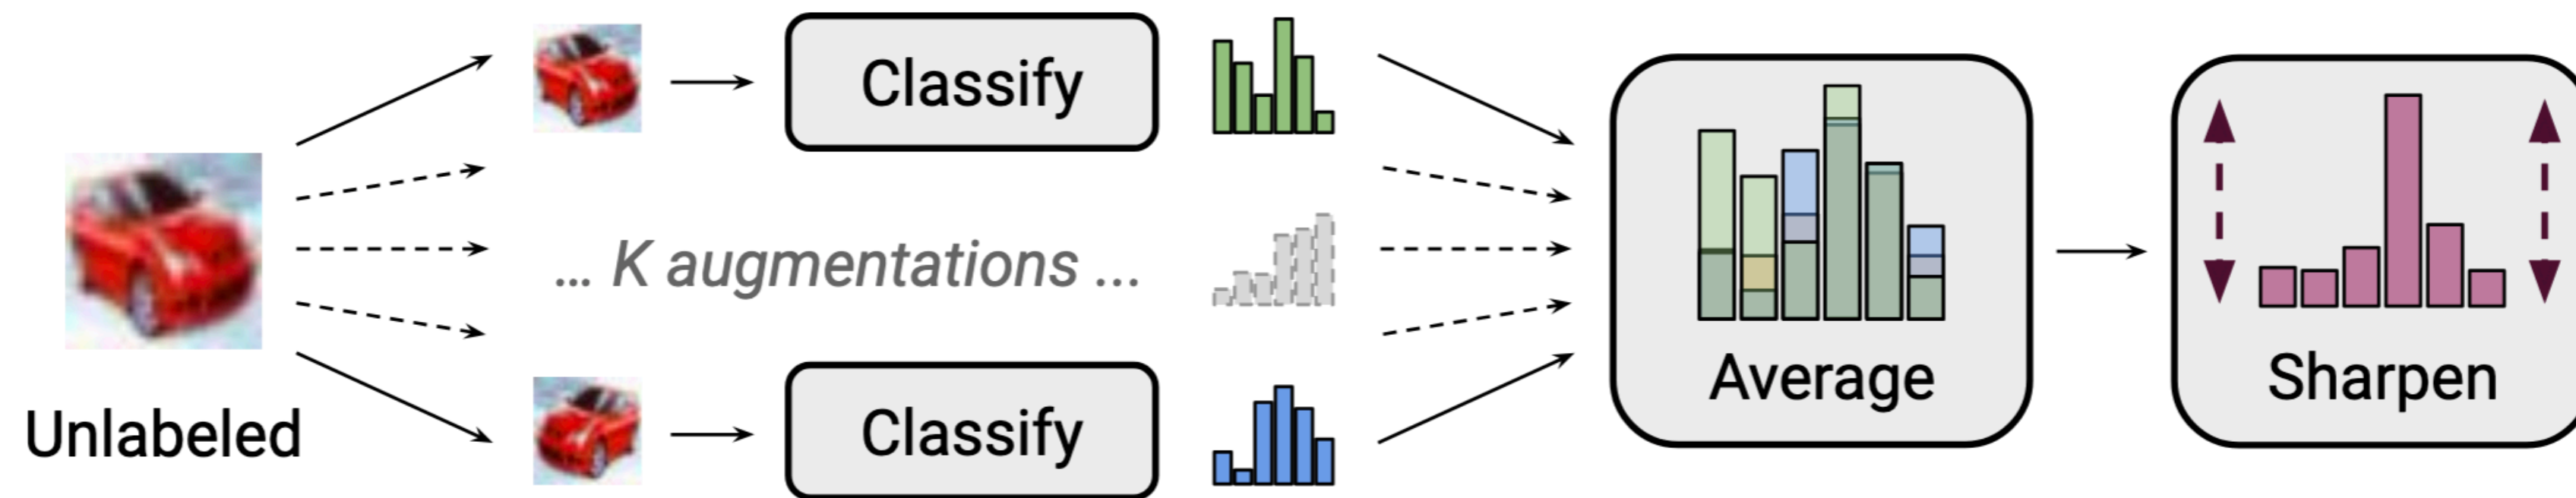 Classify
... K augmentations ...
Classify
Unlabeled
Average
Sharpen